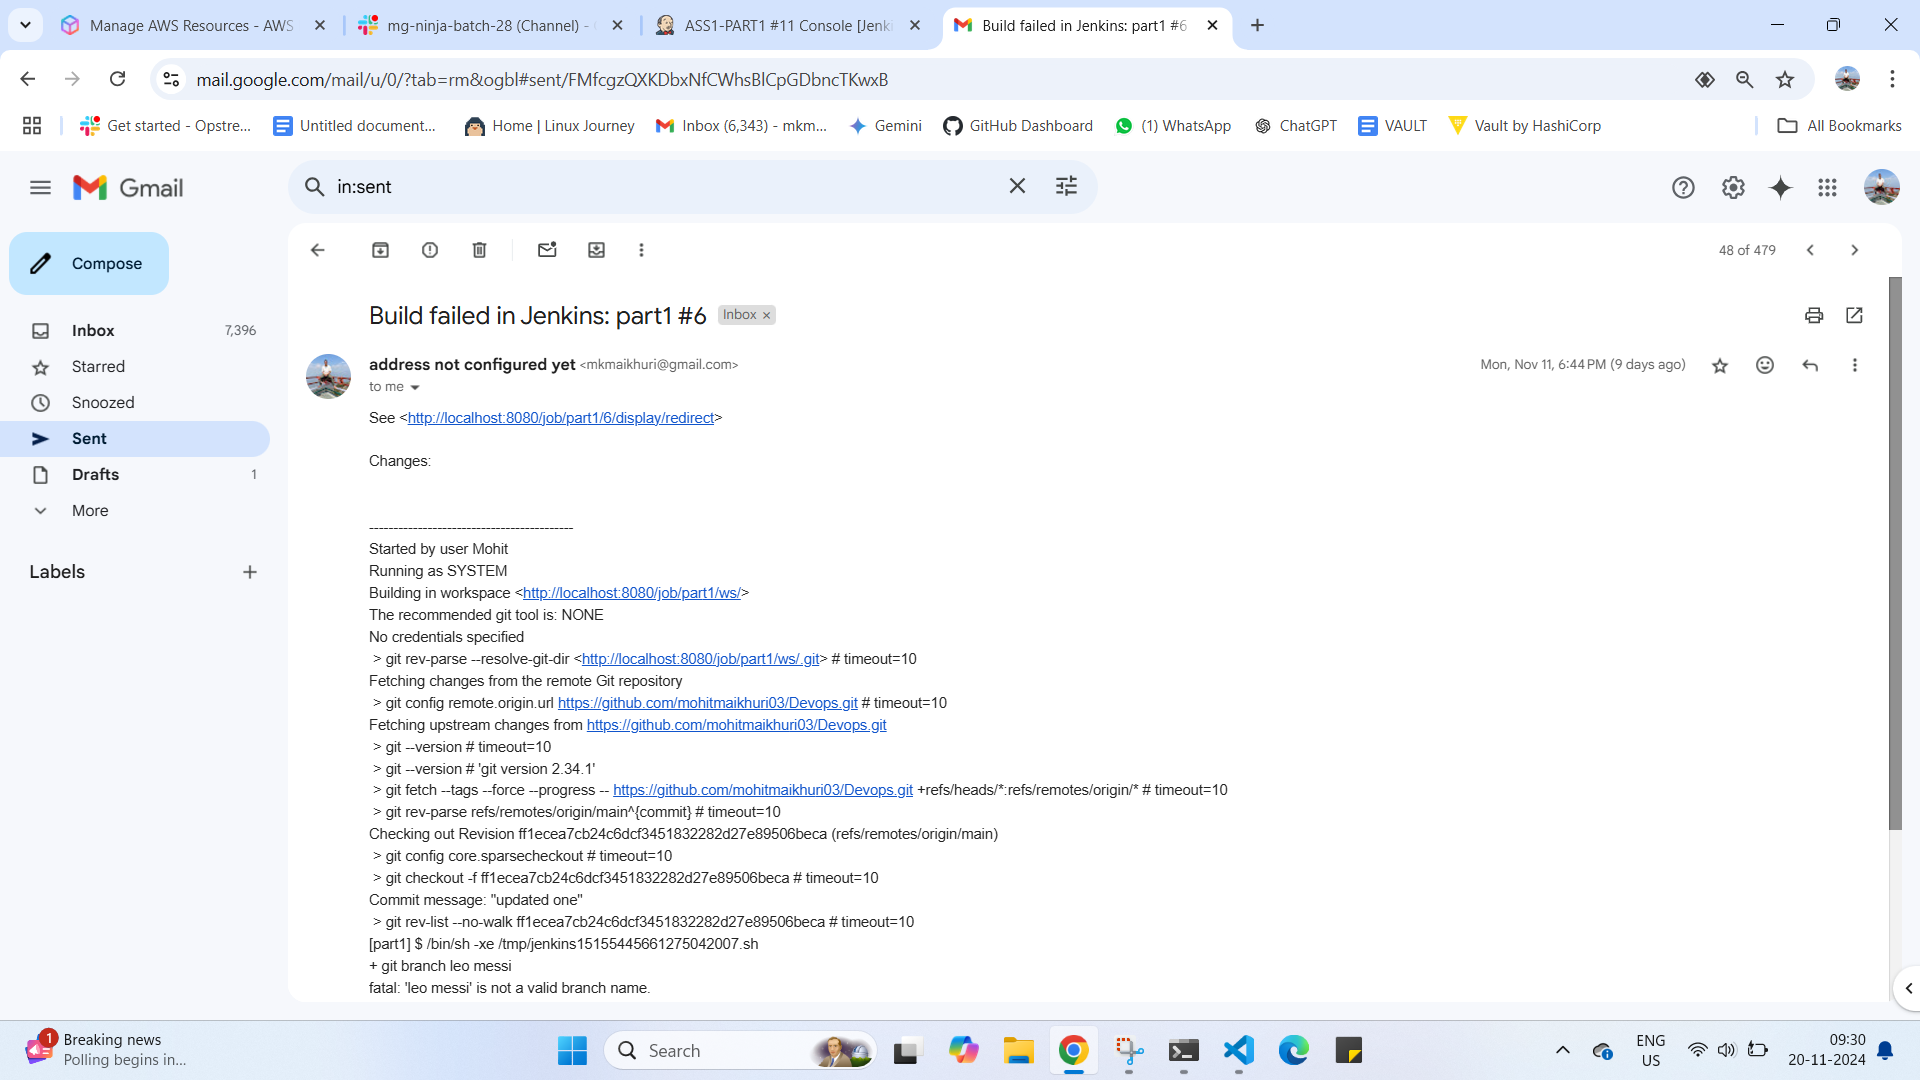 Manage AWS Resources - AWS
mg-ninja-batch-28 (Channel) -
ASS1-PART1 #11 Console [Jenki
Build failed in Jenkins: part1 #6
mail.google.com/mail/u/0/?tab=rm&ogbl#sent/FMfcgzQXKDbxNfCWhsBlCpGDbncTKwxB
Get started - Opstre...
Untitled document...
Home | Linux Journey
Inbox (6,343) - mkm...
Gemini
GitHub Dashboard
(1) WhatsApp
ChatGPT
VAULT
Vault by HashiCorp
All Bookmarks
Gmail
in:sent
Compose
48 of 479
Inbox 7,396
Starred
Snoozed
Sent
Drafts 1
More
Labels
Build failed in Jenkins: part1 #6
Inbox ×
address not configured yet <mkmaikhuri@gmail.com>
Mon, Nov 11, 6:44 PM (9 days ago)
to me
See <http://localhost:8080/job/part1/6/display/redirect>
Changes:
------------------------------------------
Started by user Mohit
Running as SYSTEM
Building in workspace <http://localhost:8080/job/part1/ws/>
The recommended git tool is: NONE
No credentials specified
> git rev-parse --resolve-git-dir <http://localhost:8080/job/part1/ws/.git> # timeout=10
Fetching changes from the remote Git repository
> git config remote.origin.url https://github.com/mohitmaikhuri03/Devops.git # timeout=10
Fetching upstream changes from https://github.com/mohitmaikhuri03/Devops.git
> git --version # timeout=10
> git --version # 'git version 2.34.1'
> git fetch --tags --force --progress -- https://github.com/mohitmaikhuri03/Devops.git +refs/heads/*:refs/remotes/origin/* # timeout=10
> git rev-parse refs/remotes/origin/main^{commit} # timeout=10
Checking out Revision ff1ecea7cb24c6dcf3451832282d27e89506beca (refs/remotes/origin/main)
> git config core.sparsecheckout # timeout=10
> git checkout -f ff1ecea7cb24c6dcf3451832282d27e89506beca # timeout=10
Commit message: "updated one"
> git rev-list --no-walk ff1ecea7cb24c6dcf3451832282d27e89506beca # timeout=10
[part1] $ /bin/sh -xe /tmp/jenkins15155445661275042007.sh
+ git branch leo messi
fatal: 'leo messi' is not a valid branch name.
1
Breaking news
Polling begins in...
Search
ENG
US
09:30
20-11-2024